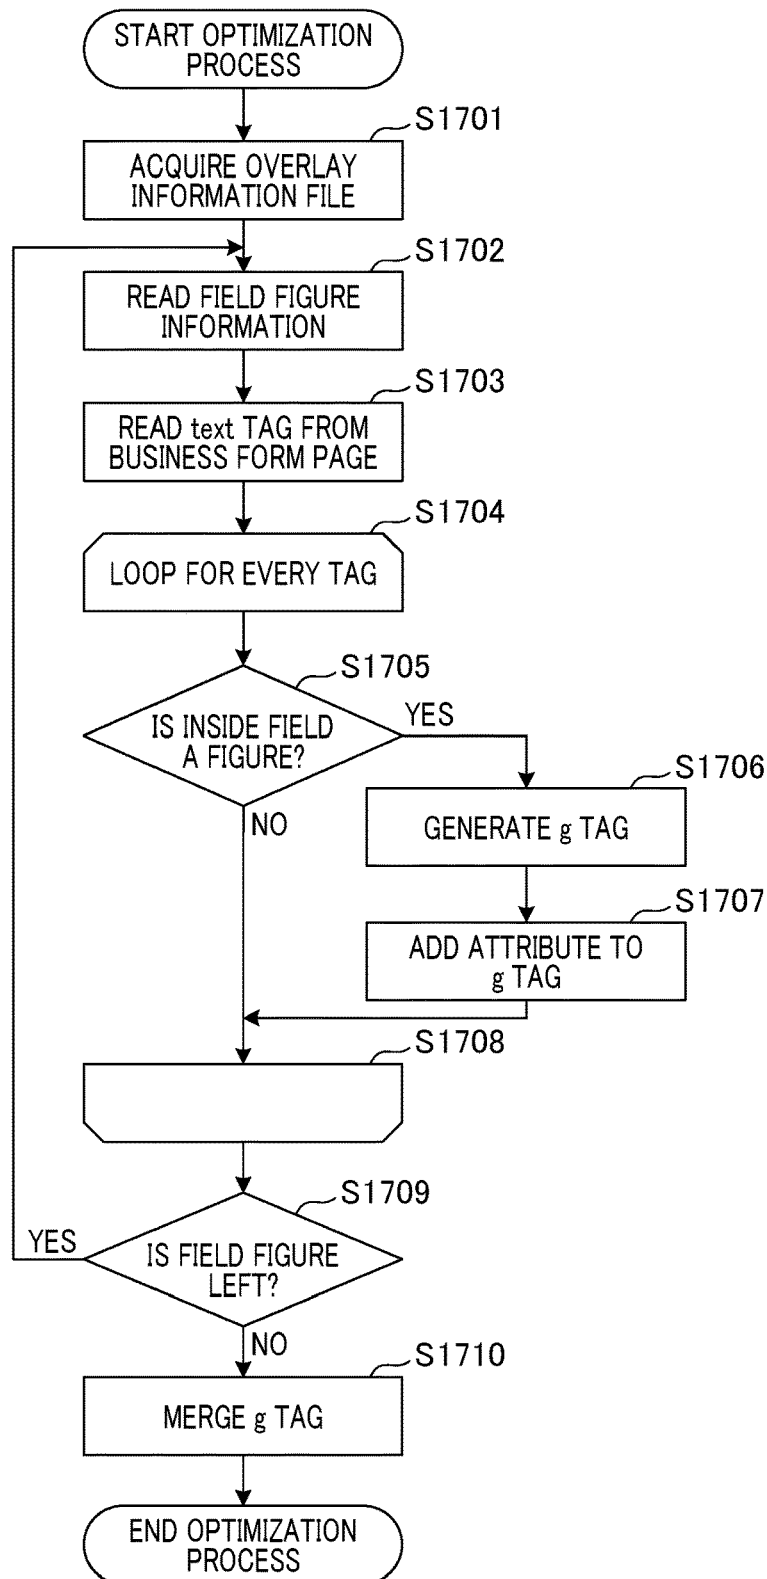 START OPTIMIZATION
PROCESS
S1701
ACQUIRE OVERLAY
INFORMATION FILE
S1702
READ FIELD FIGURE
INFORMATION
S1703
READ text TAG FROM
BUSINESS FORM PAGE
S1704
LOOP FOR EVERY TAG
S1705
IS INSIDE FIELD
A FIGURE?
YES
NO
S1706
GENERATE g TAG
S1707
ADD ATTRIBUTE TO
g TAG
S1708
S1709
IS FIELD FIGURE
LEFT?
YES
NO
S1710
MERGE g TAG
END OPTIMIZATION
PROCESS